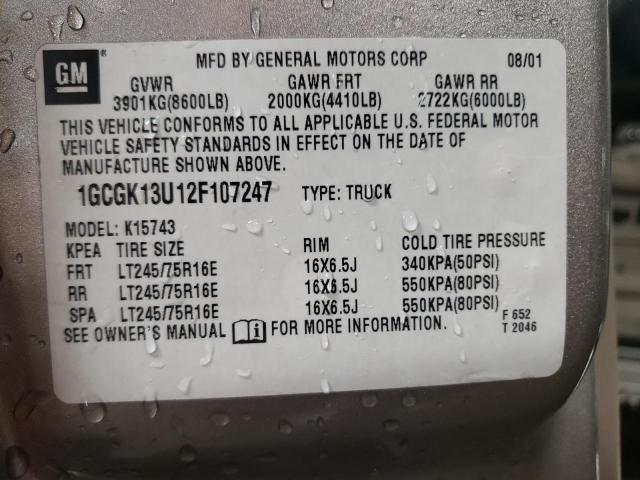 GM
MFD BY GENERAL MOTORS CORP 08/01
GVWR GAWR FRT GAWR RR
3901KG(8600LB) 2000KG(4410LB) 2722KG(6000LB)
THIS VEHICLE CONFORMS TO ALL APPLICABLE U.S. FEDERAL MOTOR
VEHICLE SAFETY STANDARDS IN EFFECT ON THE DATE OF
MANUFACTURE SHOWN ABOVE.
1GCGK13U12F107247 TYPE: TRUCK
MODEL: K15743
KPEA TIRE SIZE RIM COLD TIRE PRESSURE
FRT LT245/75R16E 16X6.5J 340KPA(50PSI)
RR LT245/75R16E 16X6.5J 550KPA(80PSI)
SPA LT245/75R16E 16X6.5J 550KPA(80PSI)
F 652
SEE OWNER'S MANUAL FOR MORE INFORMATION. T 2046